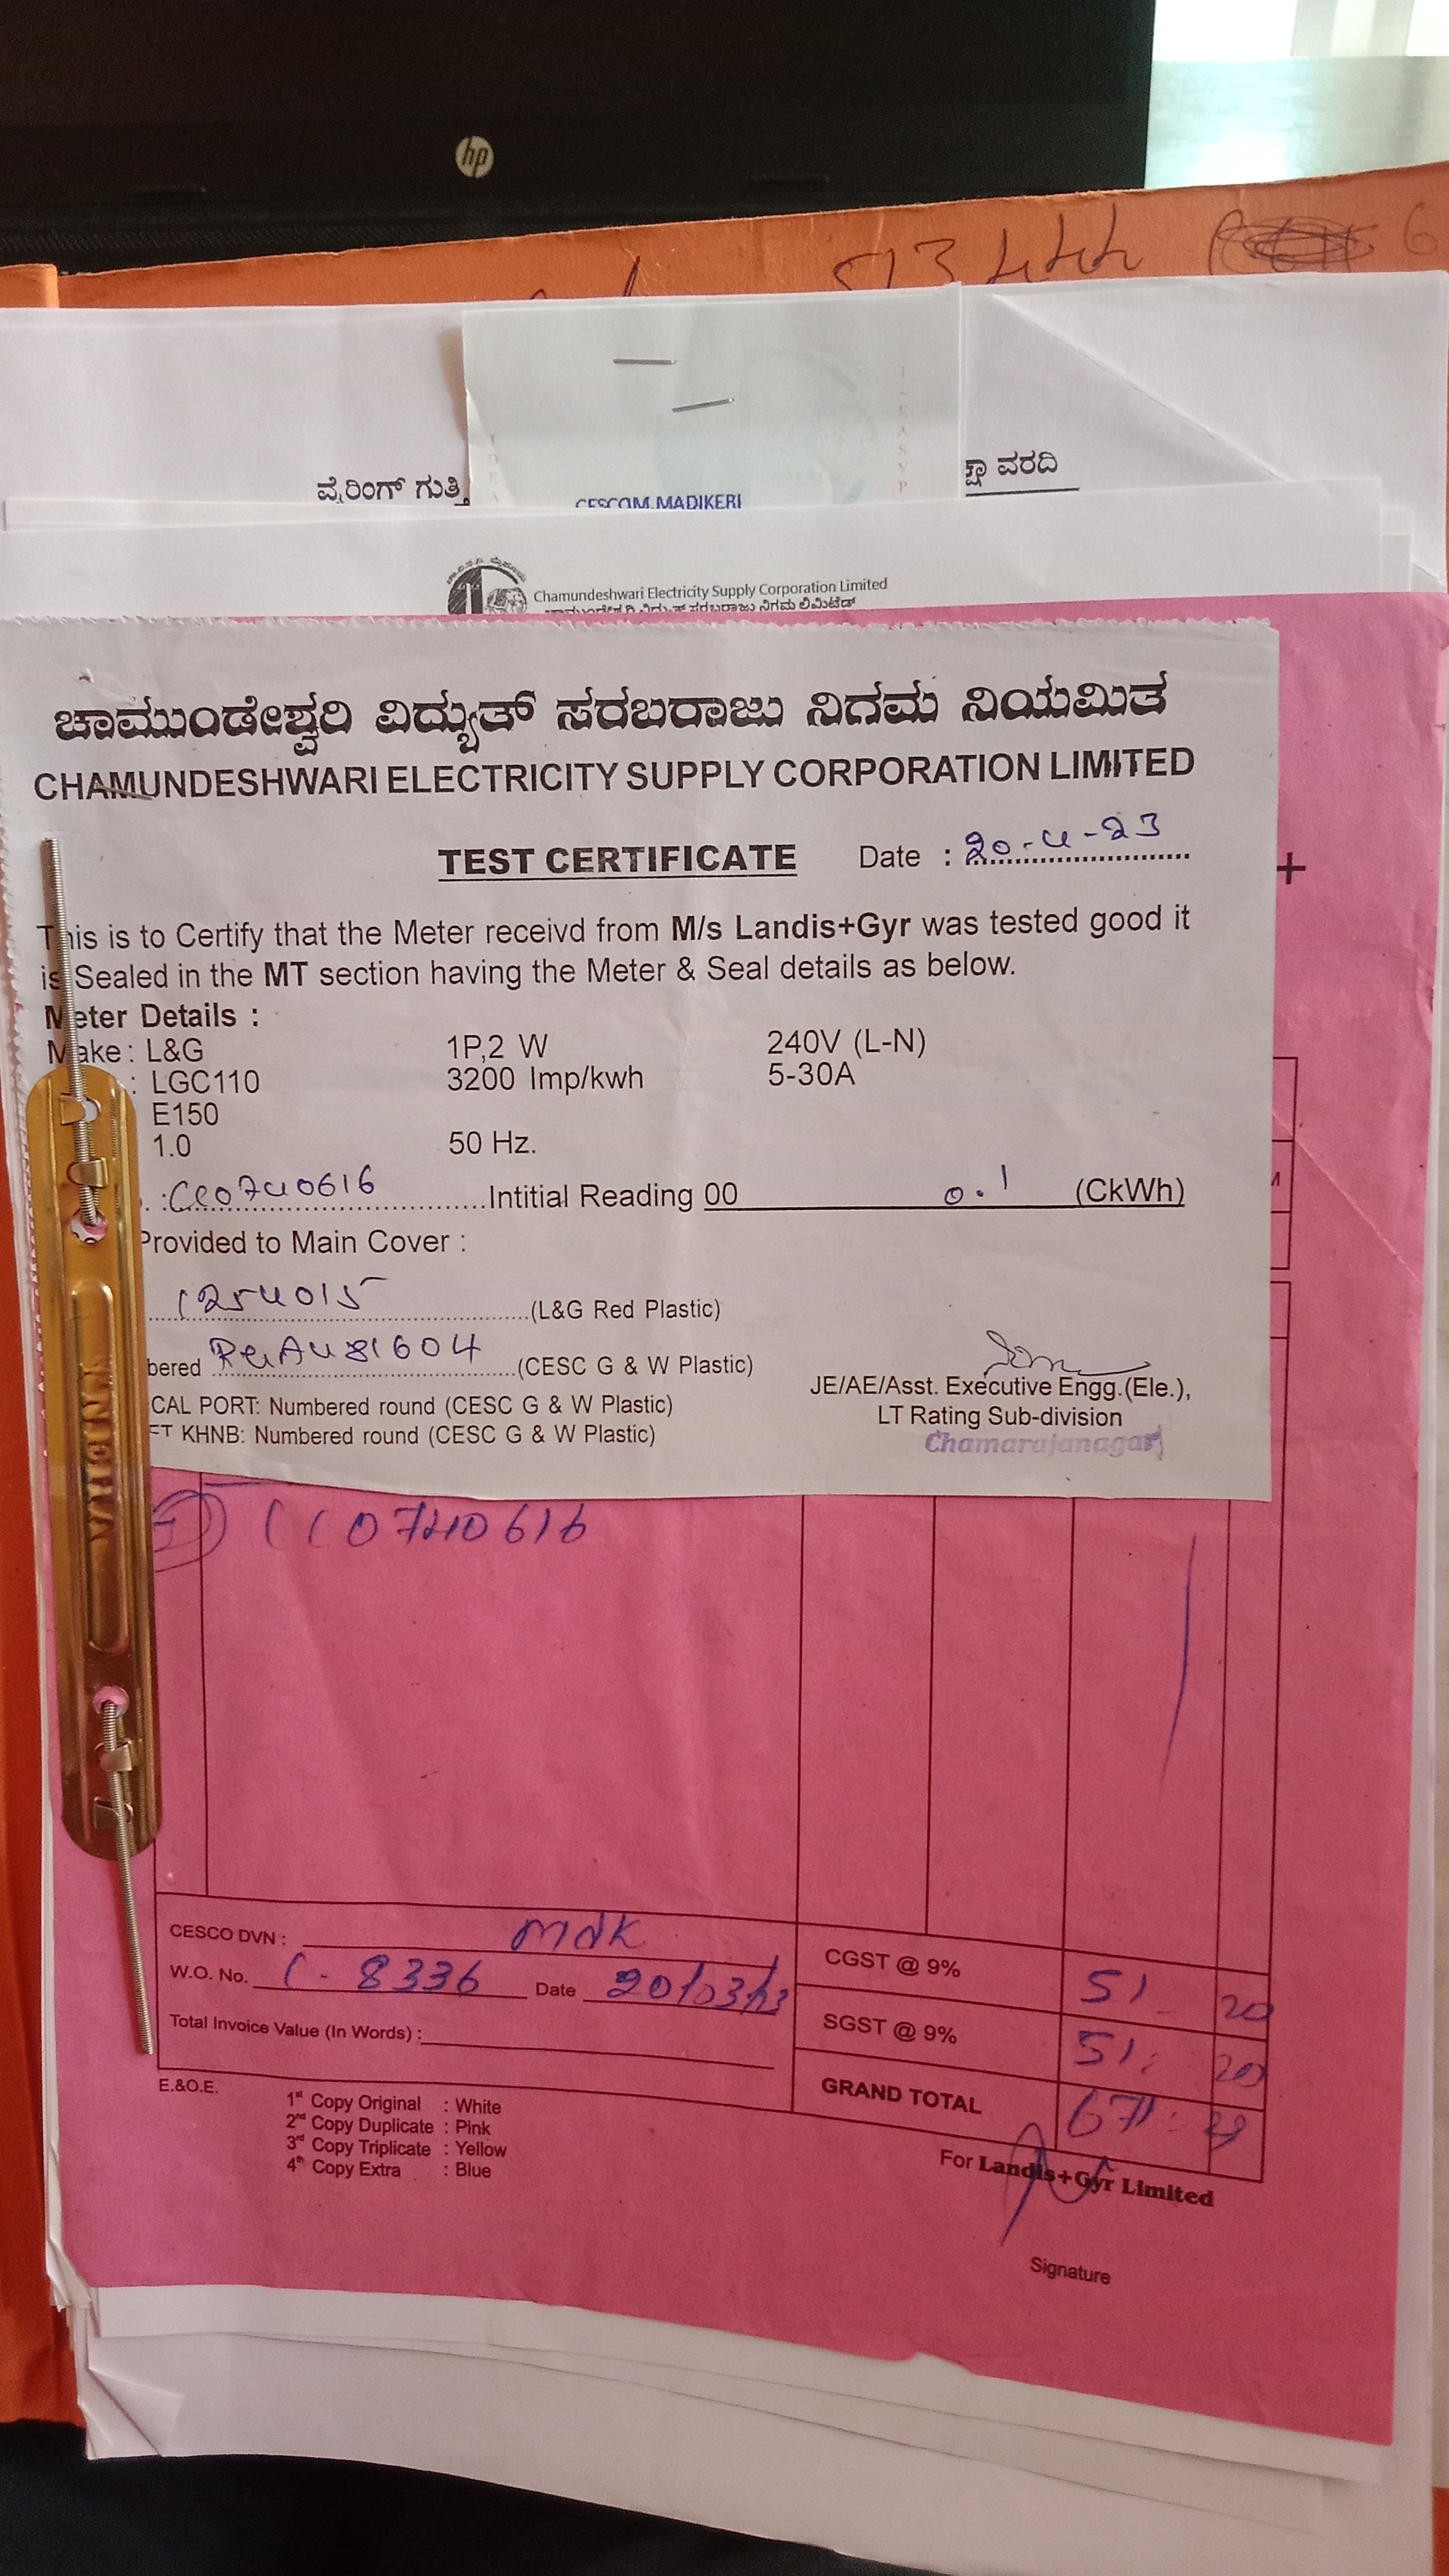 hp
513
ವೈರಿಂಗ್ ಗುತ್ತಿ
ವರದಿ
CESCOM.MADIKERI
Chamundeshwari Electricity Supply Corporation Limited
ಚಾಮುಂಡೇಶ್ವರಿ ವಿದ್ಯುತ್ ಸರಬರಾಜು ನಿಗಮ ಲಿಮಿಟೆಡ್
ಚಾಮುಂಡೇಶ್ವರಿ ವಿದ್ಯುತ್ ಸರಬರಾಜು ನಿಗಮ ನಿಯಮಿತ
CHAMUNDESHWARI ELECTRICITY SUPPLY CORPORATION LIMITED
TEST CERTIFICATE Date : 20-4-23
+
This is to Certify that the Meter receivd from M/s Landis+Gyr was tested good it
is Sealed in the MT section having the Meter & Seal details as below.
Meter Details :
Make : L&G 1P,2 W 240V (L-N)
: LGC110 3200 Imp/kwh 5-30A
E150
1.0 50 Hz.
: CC0740616 Intitial Reading 00 0.1 (CkWh)
Provided to Main Cover :
1254015 (L&G Red Plastic)
bered (CESC G & W Plastic)
CAL PORT: Numbered round (CESC G & W Plastic)
FT KHNB: Numbered round (CESC G & W Plastic)
JE/AE/Asst. Executive Engg.(Ele.),
LT Rating Sub-division
Chamarajanagar
INDIA
CC0740616
CESCO DVN : MDK
W.O. No. C - 8336 Date 20/03/23
Total Invoice Value (In Words) :
CGST @ 9% 51 20
SGST @ 9% 51 20
GRAND TOTAL 671
E.&O.E.
1st Copy Original : White
2nd Copy Duplicate : Pink
3rd Copy Triplicate : Yellow
4th Copy Extra : Blue
For Landis+Gyr Limited
Signature